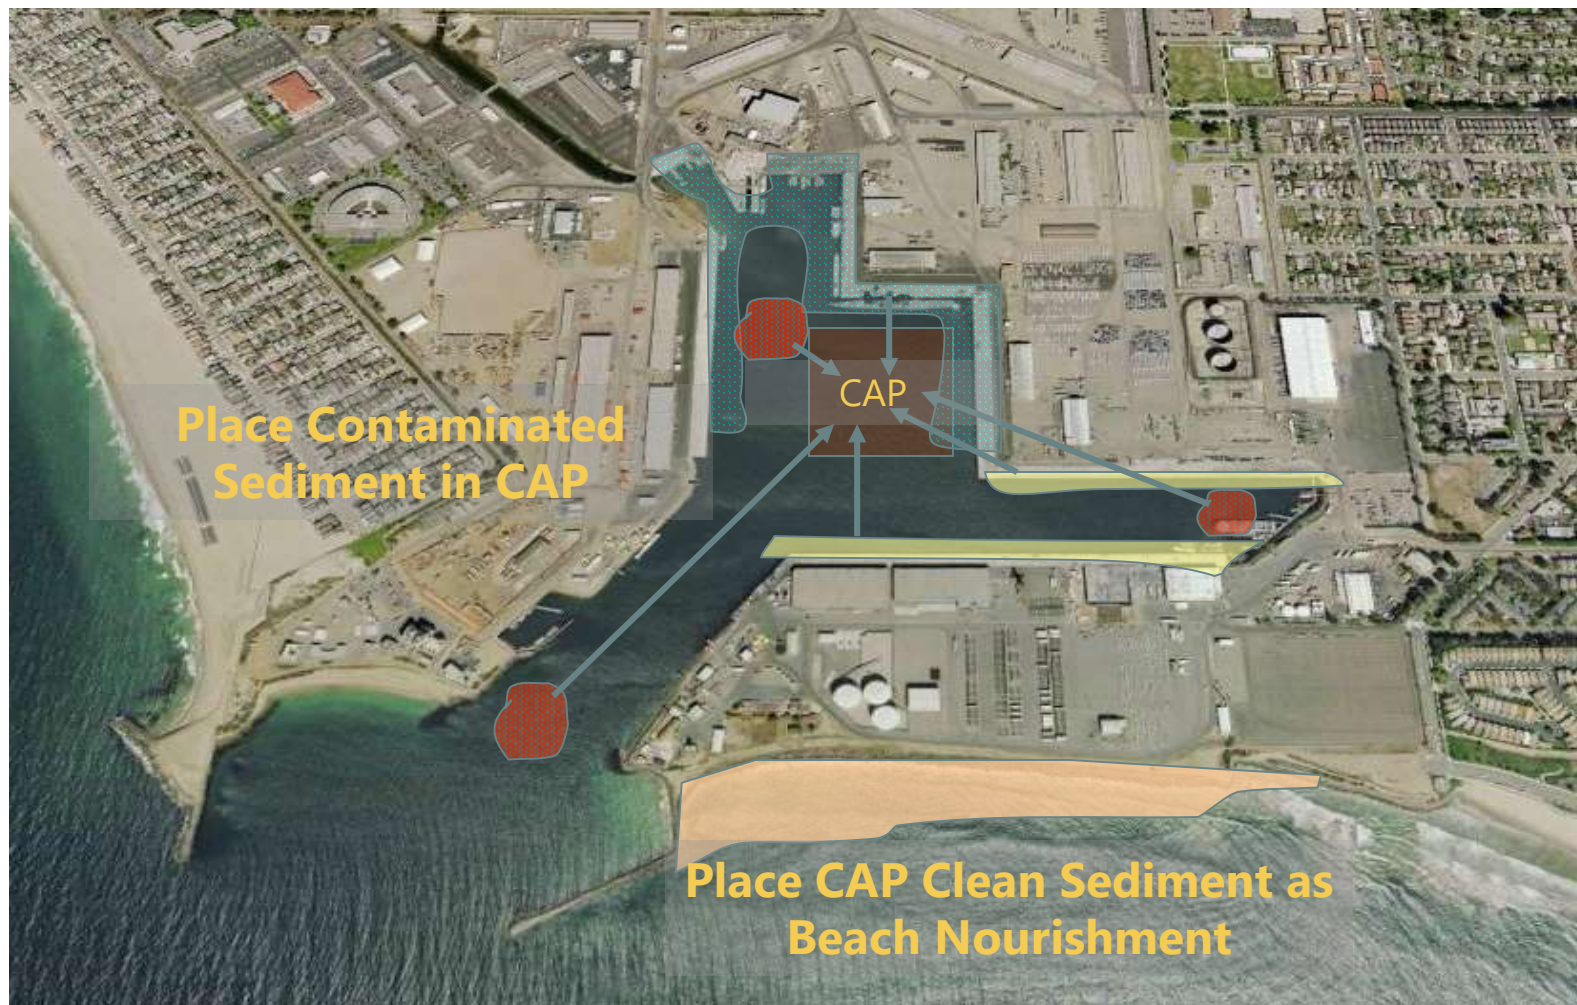 CAP
Place Contaminated
Sediment in CAP
Place CAP Clean Sediment as
Beach Nourishment